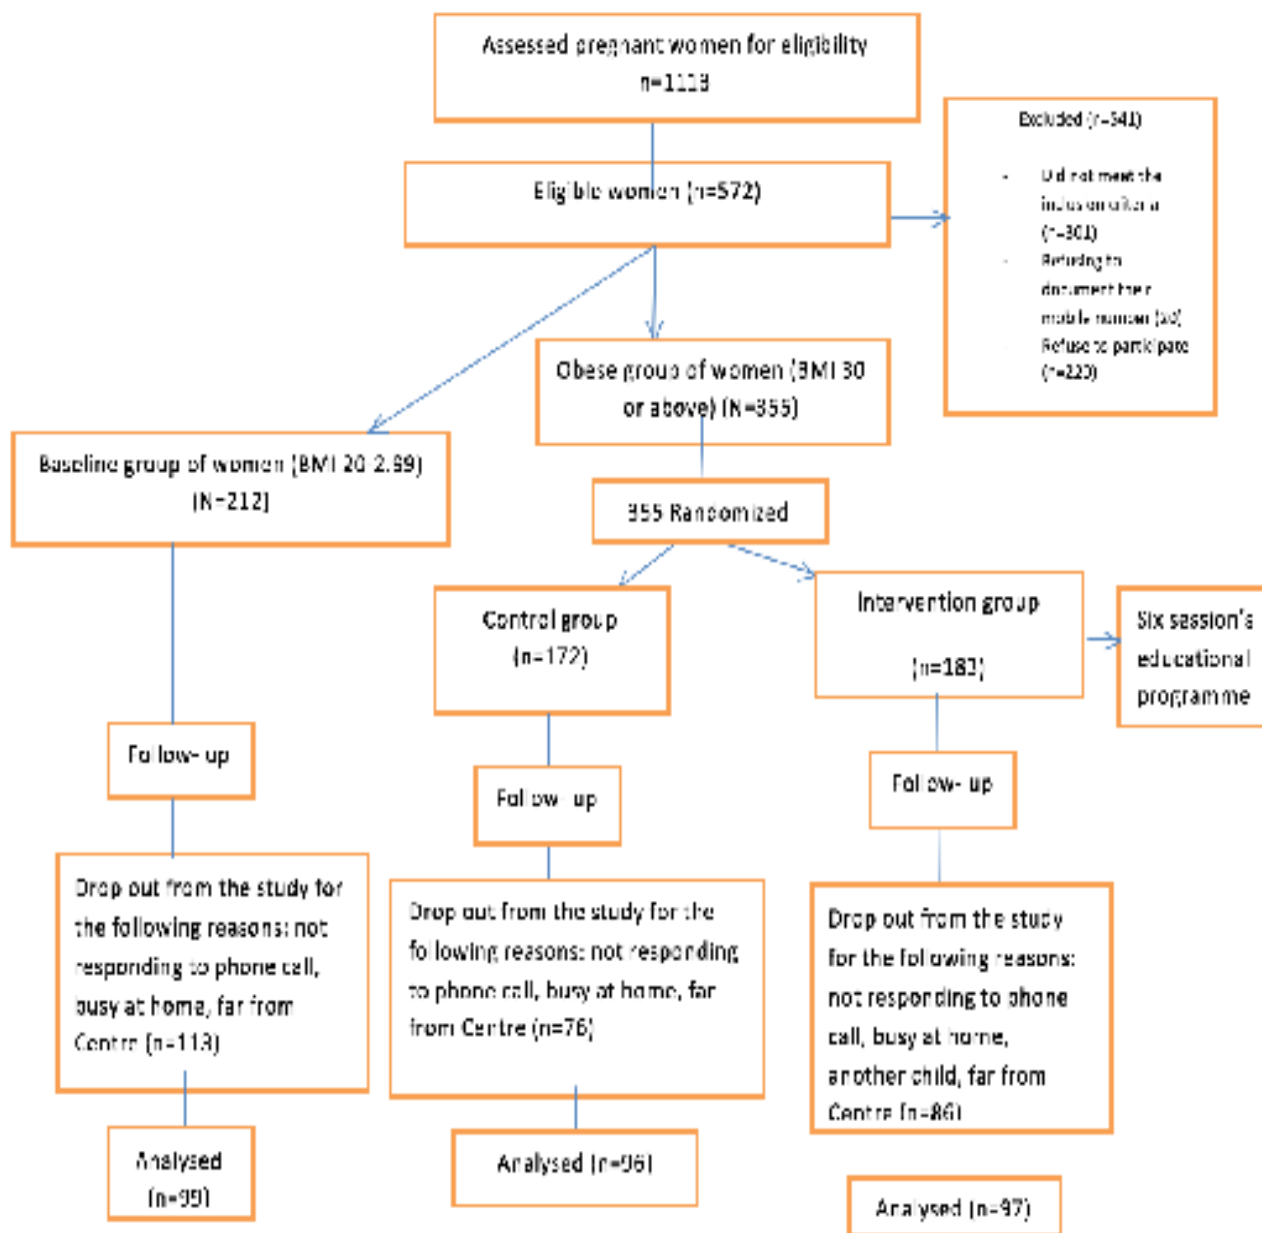 Assessed pregnant women for eligibility
n=1113
Excluded (n=541)
- Did not meet the
inclusion criteria
(n=301)
- Refusing to
document their
mobile number (20)
- Refuse to participate
(n=220)
Eligible women (n=572)
Obese group of women (BMI 30
or above) (N=355)
Baseline group of women (BMI 20-2.99)
(N=212)
355 Randomized
Control group
(n=172)
Intervention group
(n=183)
Six session's
educational
programme
Follow- up
Follow- up
Follow- up
Drop out from the study for
the following reasons: not
responding to phone call,
busy at home, far from
Centre (n=113)
Drop out from the study for the
following reasons: not responding
to phone call, busy at home, far
from Centre (n=76)
Drop out from the study
for the following reasons:
not responding to phone
call, busy at home,
another child, far from
Centre (n=86)
Analysed
(n=99)
Analysed (n=96)
Analysed (n=97)